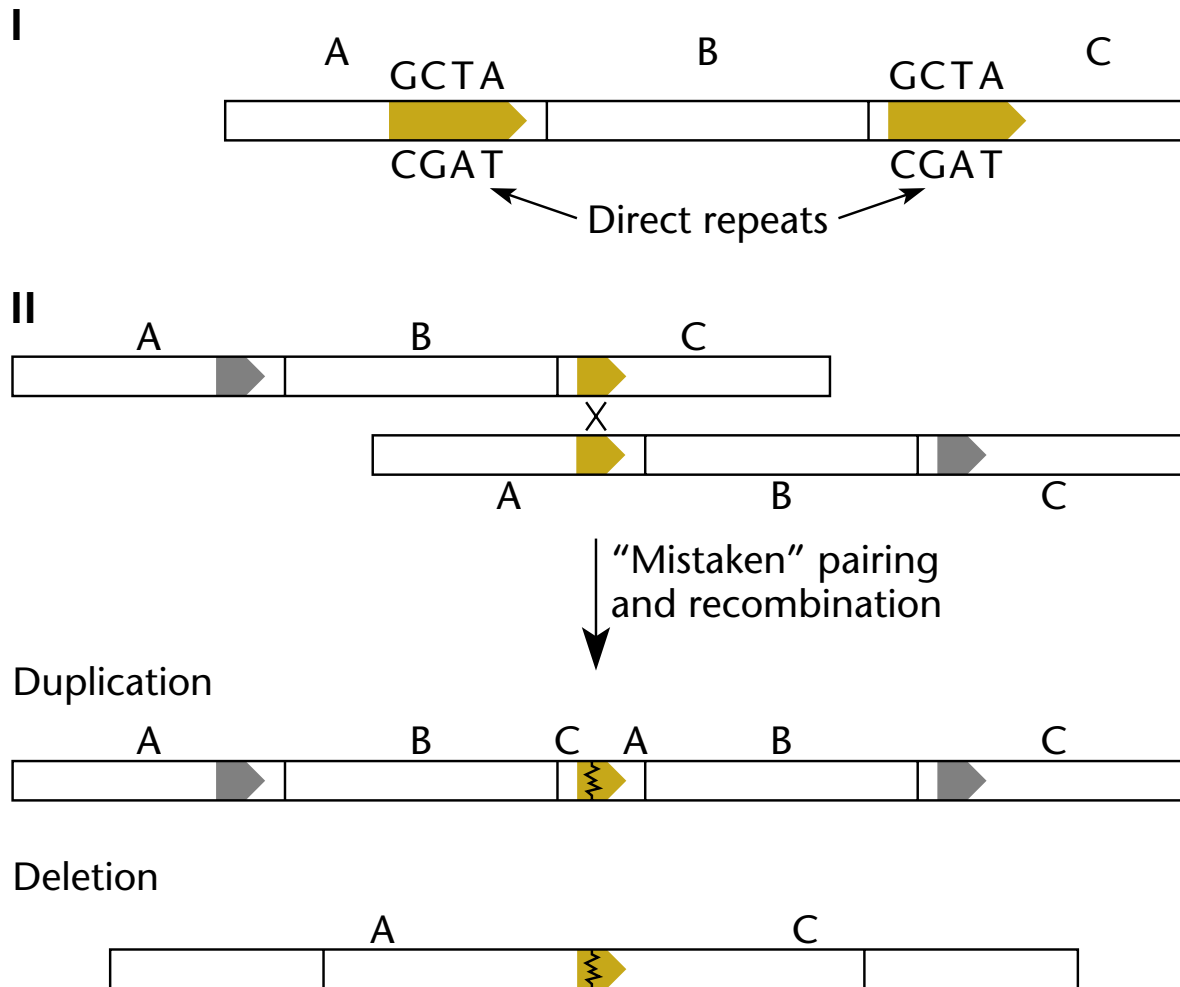 I
A B C
GCTA GCTA
CGAT CGAT
Direct repeats
II
A B C
X
A B C
“Mistaken” pairing
and recombination
Duplication
A B C A B C
Deletion
A C